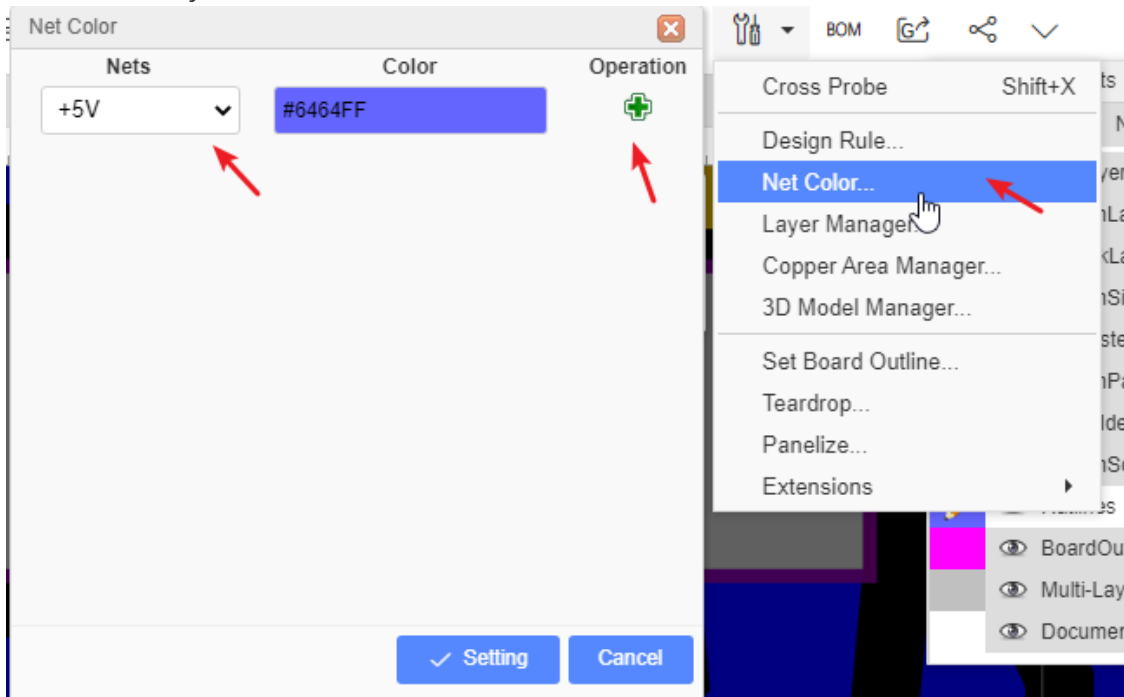 Net Color
Nets Color Operation
+5V #6464FF
Setting Cancel
BOM
Cross Probe Shift+X
Design Rule...
Net Color...
Layer Manager...
Copper Area Manager...
3D Model Manager...
Set Board Outline...
Teardrop...
Panelize...
Extensions
BoardOu
Multi-Lay
Documen